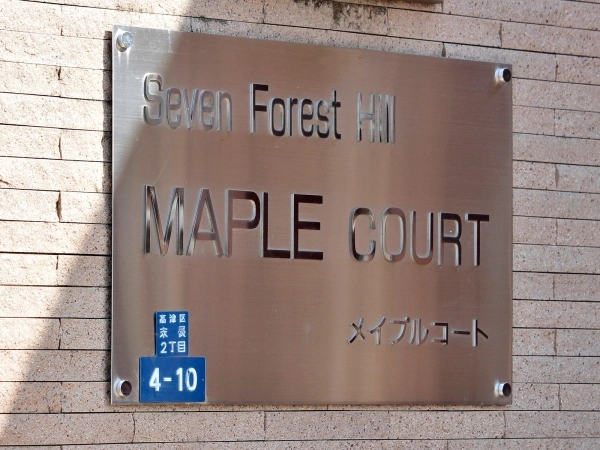 Seven Forest Hill
MAPLE COURT
メイプルコート
高津区
末長
2丁目
4-10